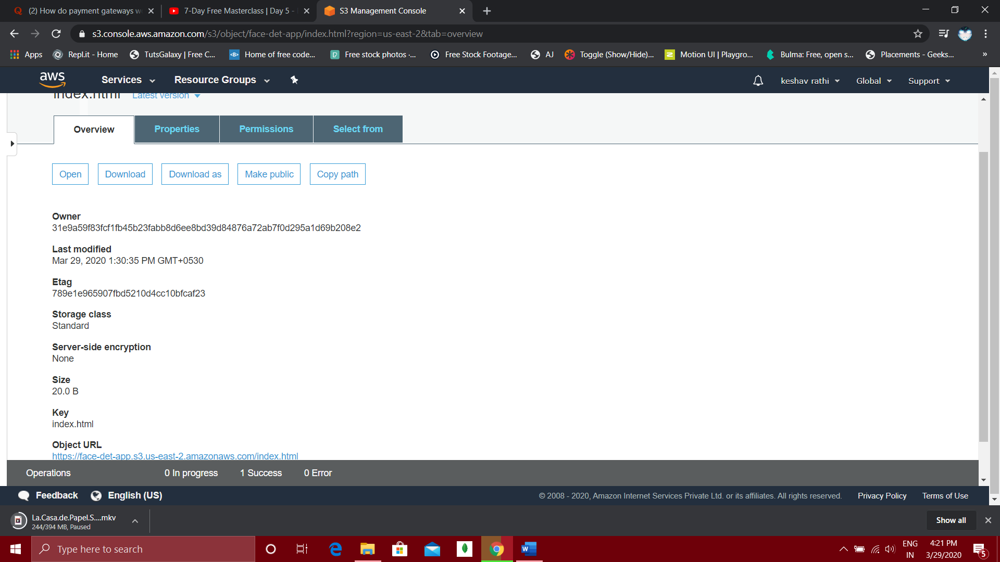 (2) How do payment gateways w
7-Day Free Masterclass | Day 5 -
S3 Management Console
s3.console.aws.amazon.com/s3/object/face-det-app/index.html?region=us-east-2&tab=overview
Apps
Repl.it - Home
TutsGalaxy | Free C...
Home of free code...
Free stock photos ·...
Free Stock Footage...
AJ
Toggle (Show/Hide)...
Motion UI | Playgro...
Bulma: Free, open s...
Placements - Geeks...
»
aws
Services
Resource Groups
keshav rathi
Global
Support
index.html
Latest version
Overview
Properties
Permissions
Select from
Open
Download
Download as
Make public
Copy path
Owner
31e9a59f83fcf1fb45b23fabb8d6ee8bd39d84876a72ab7f0d295a1d69b208e2
Last modified
Mar 29, 2020 1:30:35 PM GMT+0530
Etag
789e1e965907fbd5210d4cc10bfcaf23
Storage class
Standard
Server-side encryption
None
Size
20.0 B
Key
index.html
Object URL
https://face-det-app.s3.us-east-2.amazonaws.com/index.html
Operations
0 In progress
1 Success
0 Error
Feedback
English (US)
© 2008 - 2020, Amazon Internet Services Private Ltd. or its affiliates. All rights reserved.
Privacy Policy
Terms of Use
La.Casa.de.Papel.S....mkv
244/394 MB, Paused
Show all
Type here to search
ENG
IN
4:21 PM
3/29/2020
5